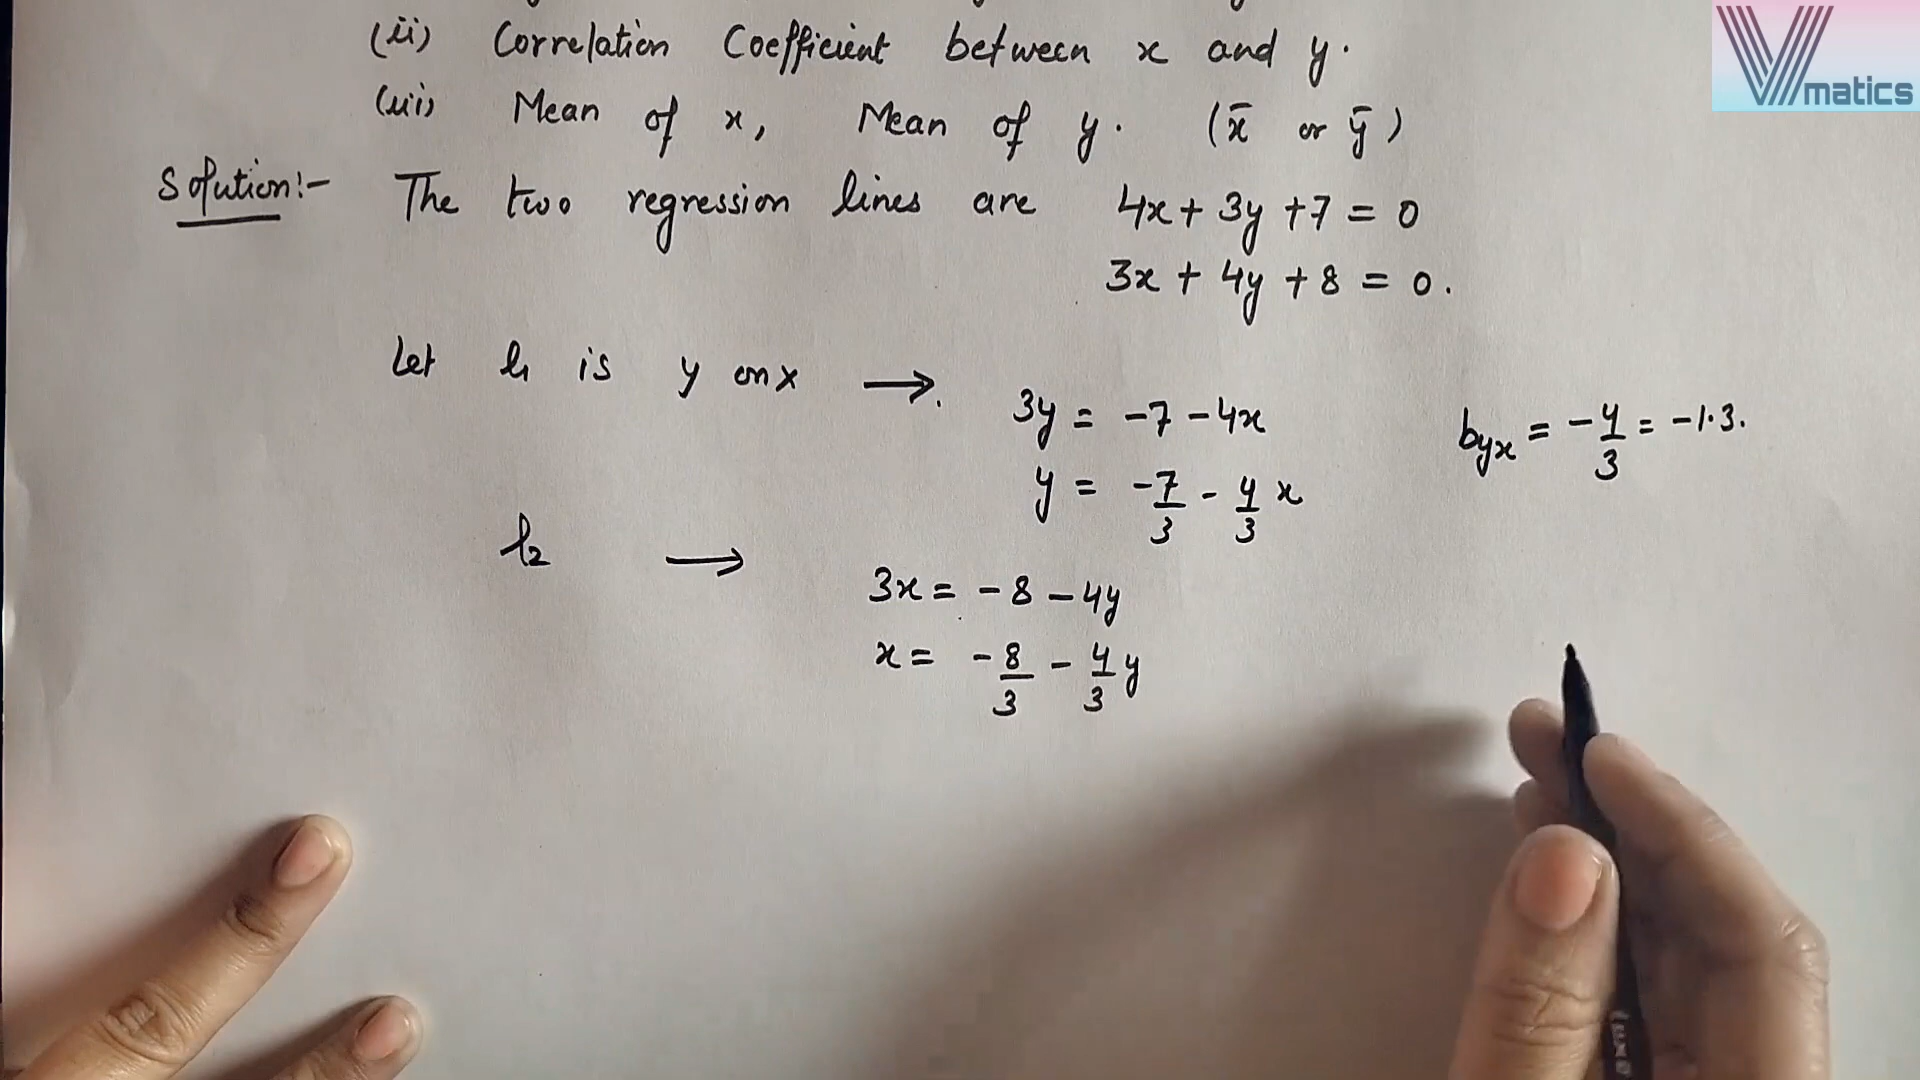 (ii) Correlation Coefficient between x and y.
(iii) Mean of x, Mean of y. (x̄ or ȳ)
Solution:- The two regression lines are 4x + 3y + 7 = 0
3x + 4y + 8 = 0.
Let l₁ is y on x → 3y = -7 - 4x
byx = -4/3 = -1.3.
y = -7/3 - 4/3 x
l₂ → 3x = -8 - 4y
x = -8/3 - 4/3 y
Vmatics